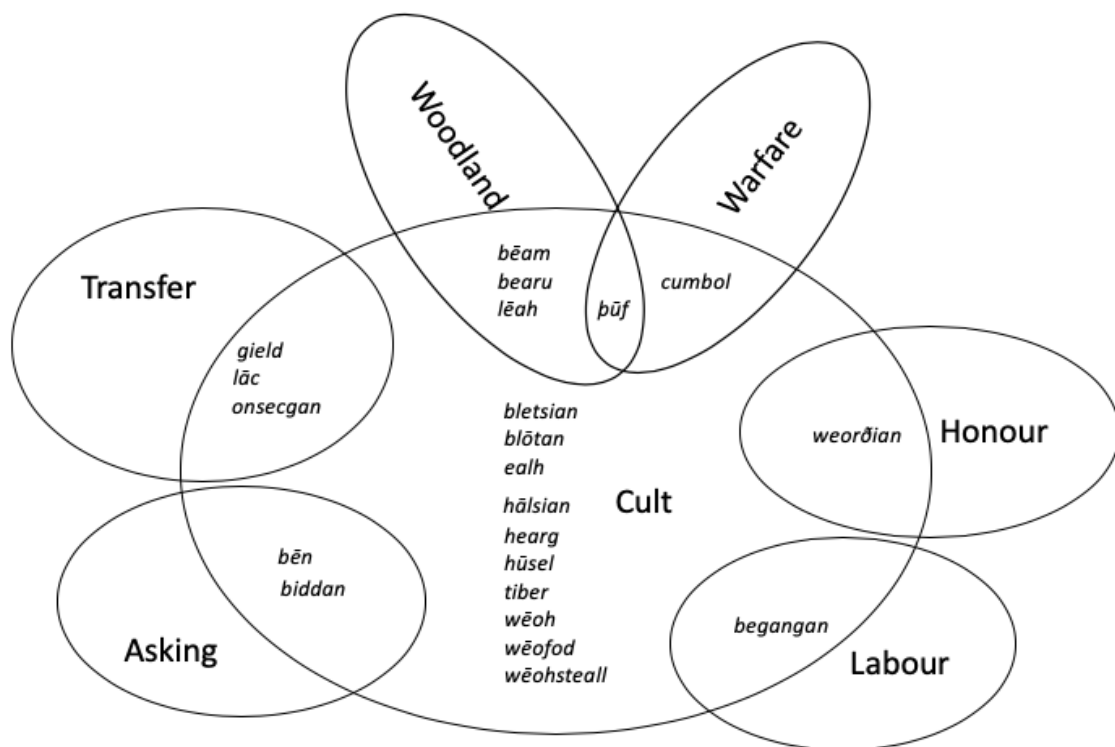 Woodland
Warfare
Transfer
bēam
bearu
lēah
þūf
cumbol
gield
lāc
onsecgan
weorðian
Honour
bletsian
blōtan
ealh
hālsian
hearg
hūsel
tiber
wēoh
wēofod
wēohsteall
Cult
bēn
biddan
Asking
begangan
Labour